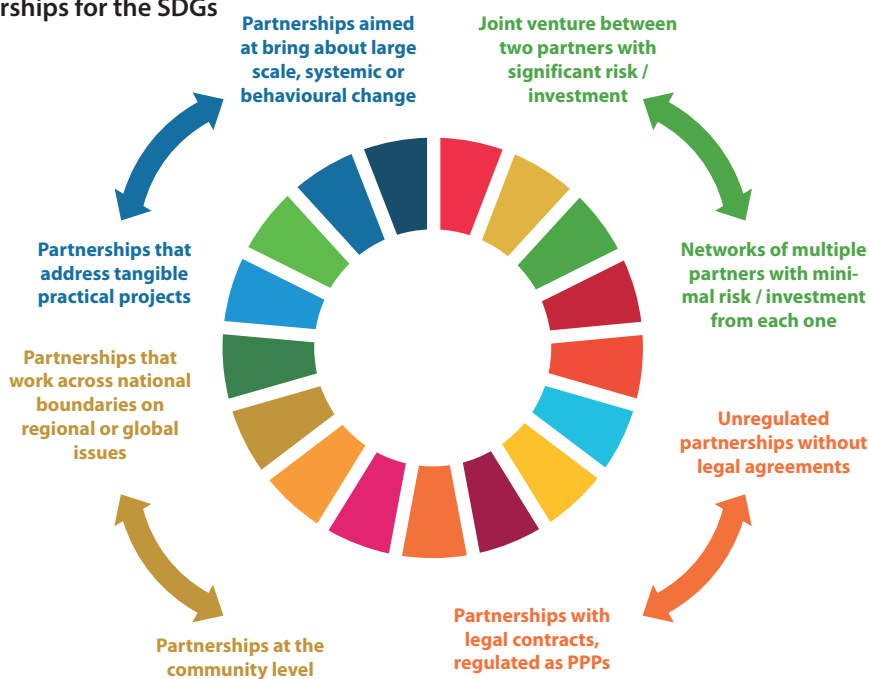 rships for the SDGs
Partnerships aimed
at bring about large
scale, systemic or
behavioural change
Joint venture between
two partners with
significant risk /
investment
Partnerships that
address tangible
practical projects
Networks of multiple
partners with mini-
mal risk / investment
from each one
Partnerships that
work across national
boundaries on
regional or global
issues
Unregulated
partnerships without
legal agreements
Partnerships at the
community level
Partnerships with
legal contracts,
regulated as PPPs